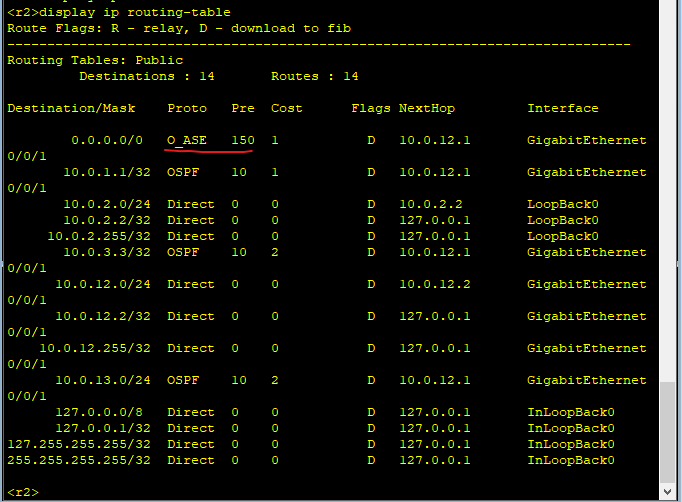 <r2>display ip routing-table
Route Flags: R - relay, D - download to fib
------------------------------------------------------------------------------
Routing Tables: Public
         Destinations : 14       Routes : 14

Destination/Mask    Proto   Pre  Cost      Flags NextHop         Interface

        0.0.0.0/0   O_ASE   150  1           D   10.0.12.1       GigabitEthernet
0/0/1
       10.0.1.1/32  OSPF    10   1           D   10.0.12.1       GigabitEthernet
0/0/1
       10.0.2.0/24  Direct  0    0           D   10.0.2.2        LoopBack0
       10.0.2.2/32  Direct  0    0           D   127.0.0.1       LoopBack0
     10.0.2.255/32  Direct  0    0           D   127.0.0.1       LoopBack0
       10.0.3.3/32  OSPF    10   2           D   10.0.12.1       GigabitEthernet
0/0/1
      10.0.12.0/24  Direct  0    0           D   10.0.12.2       GigabitEthernet
0/0/1
      10.0.12.2/32  Direct  0    0           D   127.0.0.1       GigabitEthernet
0/0/1
    10.0.12.255/32  Direct  0    0           D   127.0.0.1       GigabitEthernet
0/0/1
      10.0.13.0/24  OSPF    10   2           D   10.0.12.1       GigabitEthernet
0/0/1
      127.0.0.0/8   Direct  0    0           D   127.0.0.1       InLoopBack0
      127.0.0.1/32  Direct  0    0           D   127.0.0.1       InLoopBack0
127.255.255.255/32  Direct  0    0           D   127.0.0.1       InLoopBack0
255.255.255.255/32  Direct  0    0           D   127.0.0.1       InLoopBack0

<r2>